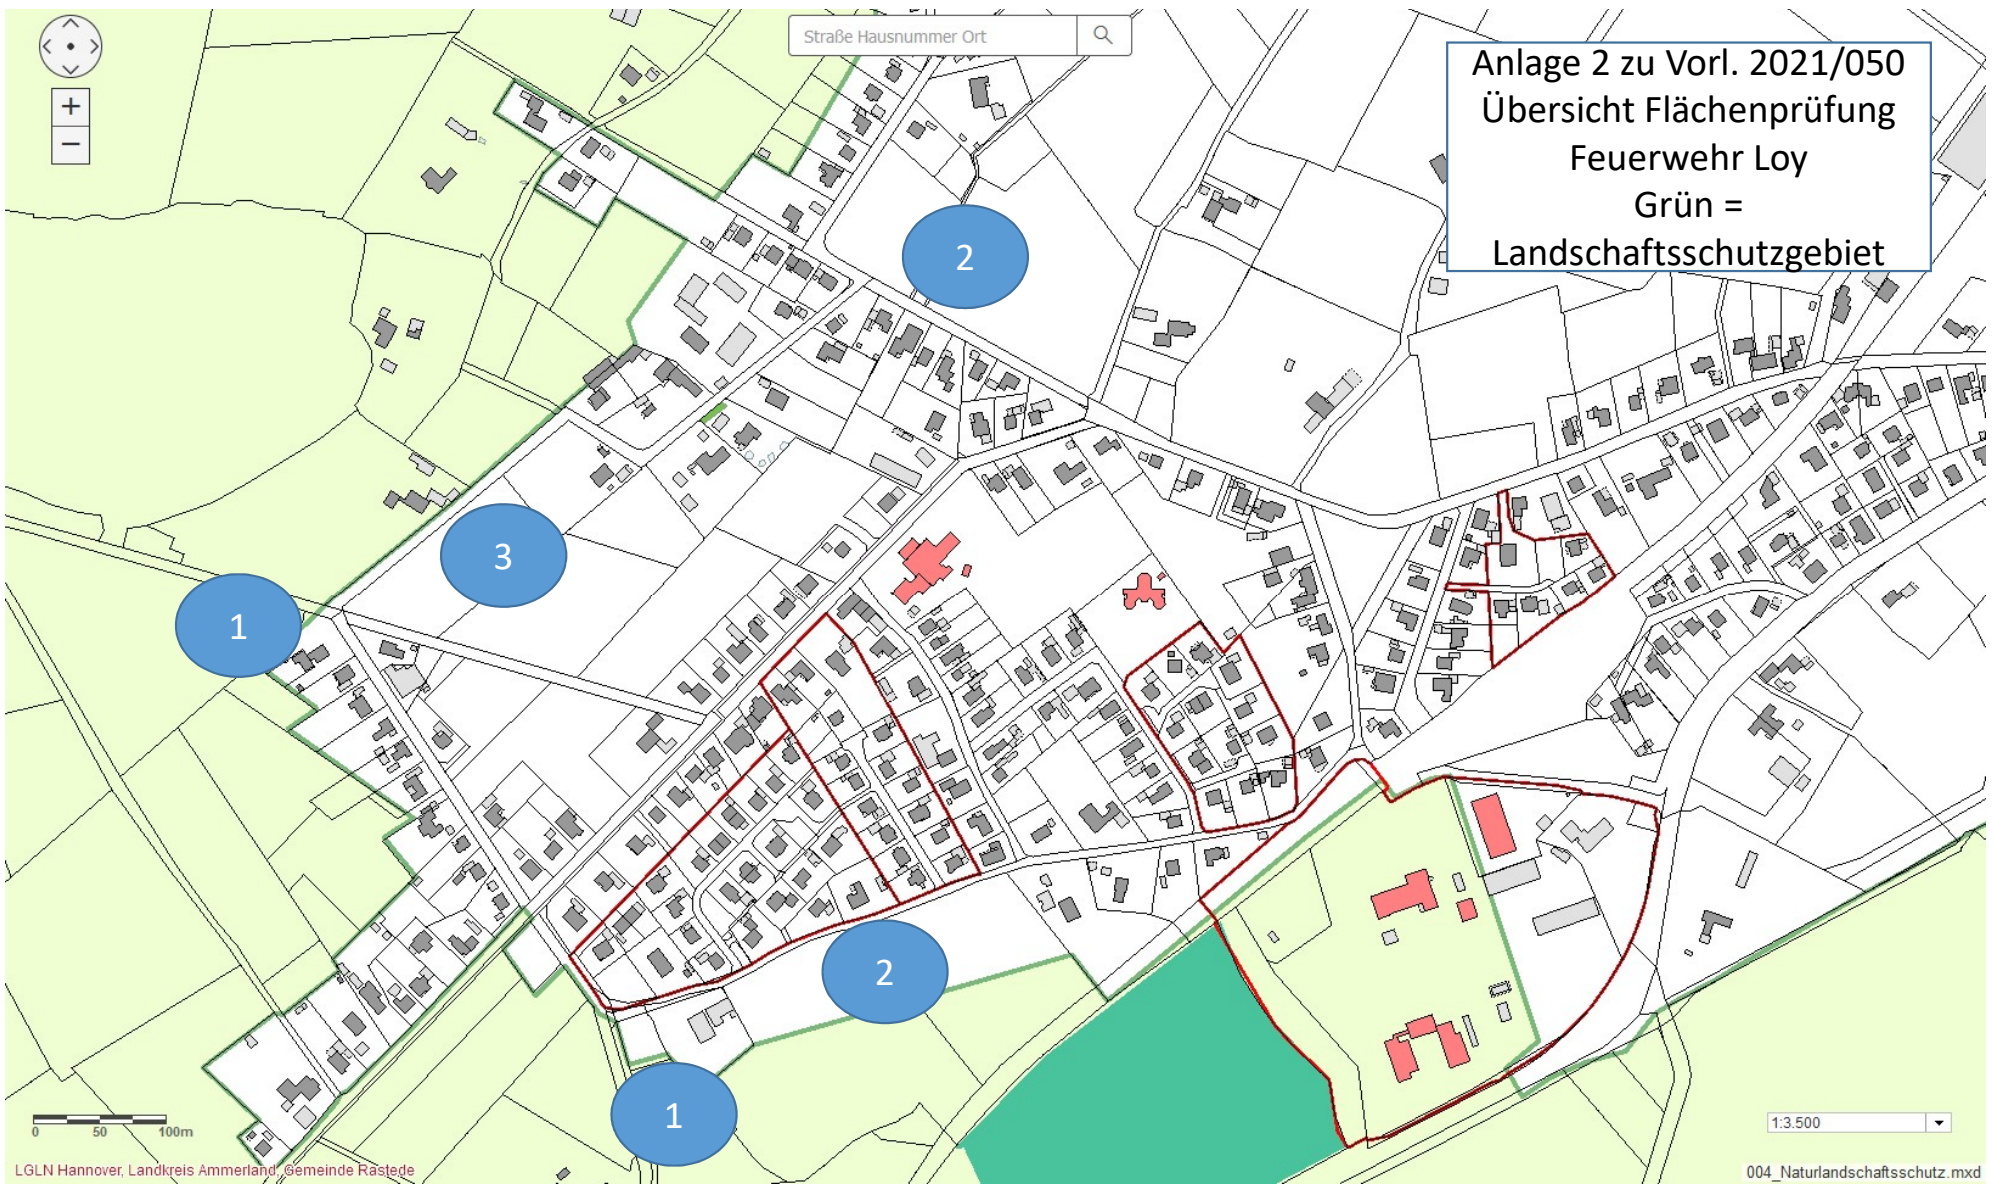 Straße Hausnummer Ort
Anlage 2 zu Vorl. 2021/050
Übersicht Flächenprüfung
Feuerwehr Loy
Grün =
Landschaftsschutzgebiet
+
−
2
3
1
2
1
0 50 100m
1:3.500
LGLN Hannover, Landkreis Ammerland, Gemeinde Rastede
004_Naturlandschaftsschutz.mxd